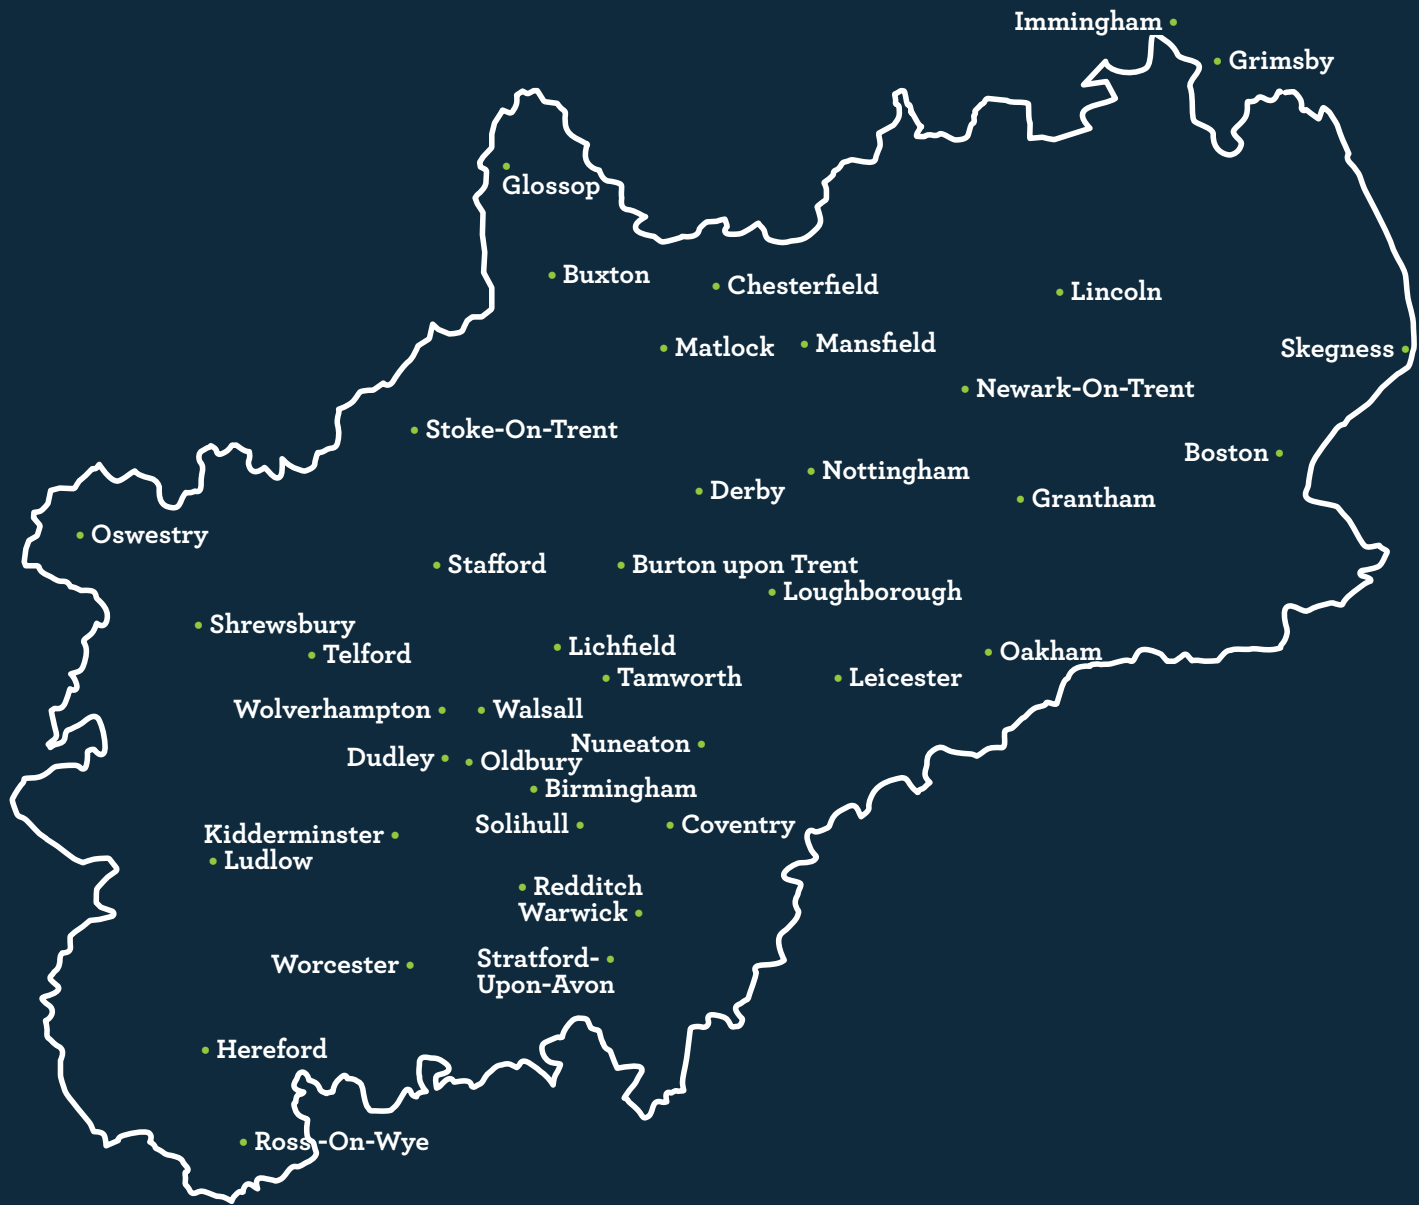 Immingham
Grimsby
Glossop
Buxton
Chesterfield
Lincoln
Matlock
Mansfield
Skegness
Newark-On-Trent
Stoke-On-Trent
Boston
Nottingham
Derby
Grantham
Oswestry
Stafford
Burton upon Trent
Loughborough
Shrewsbury
Lichfield
Telford
Oakham
Tamworth
Leicester
Wolverhampton
Walsall
Nuneaton
Dudley
Oldbury
Birmingham
Solihull
Coventry
Kidderminster
Ludlow
Redditch
Warwick
Worcester
Stratford-
Upon-Avon
Hereford
Ross-On-Wye